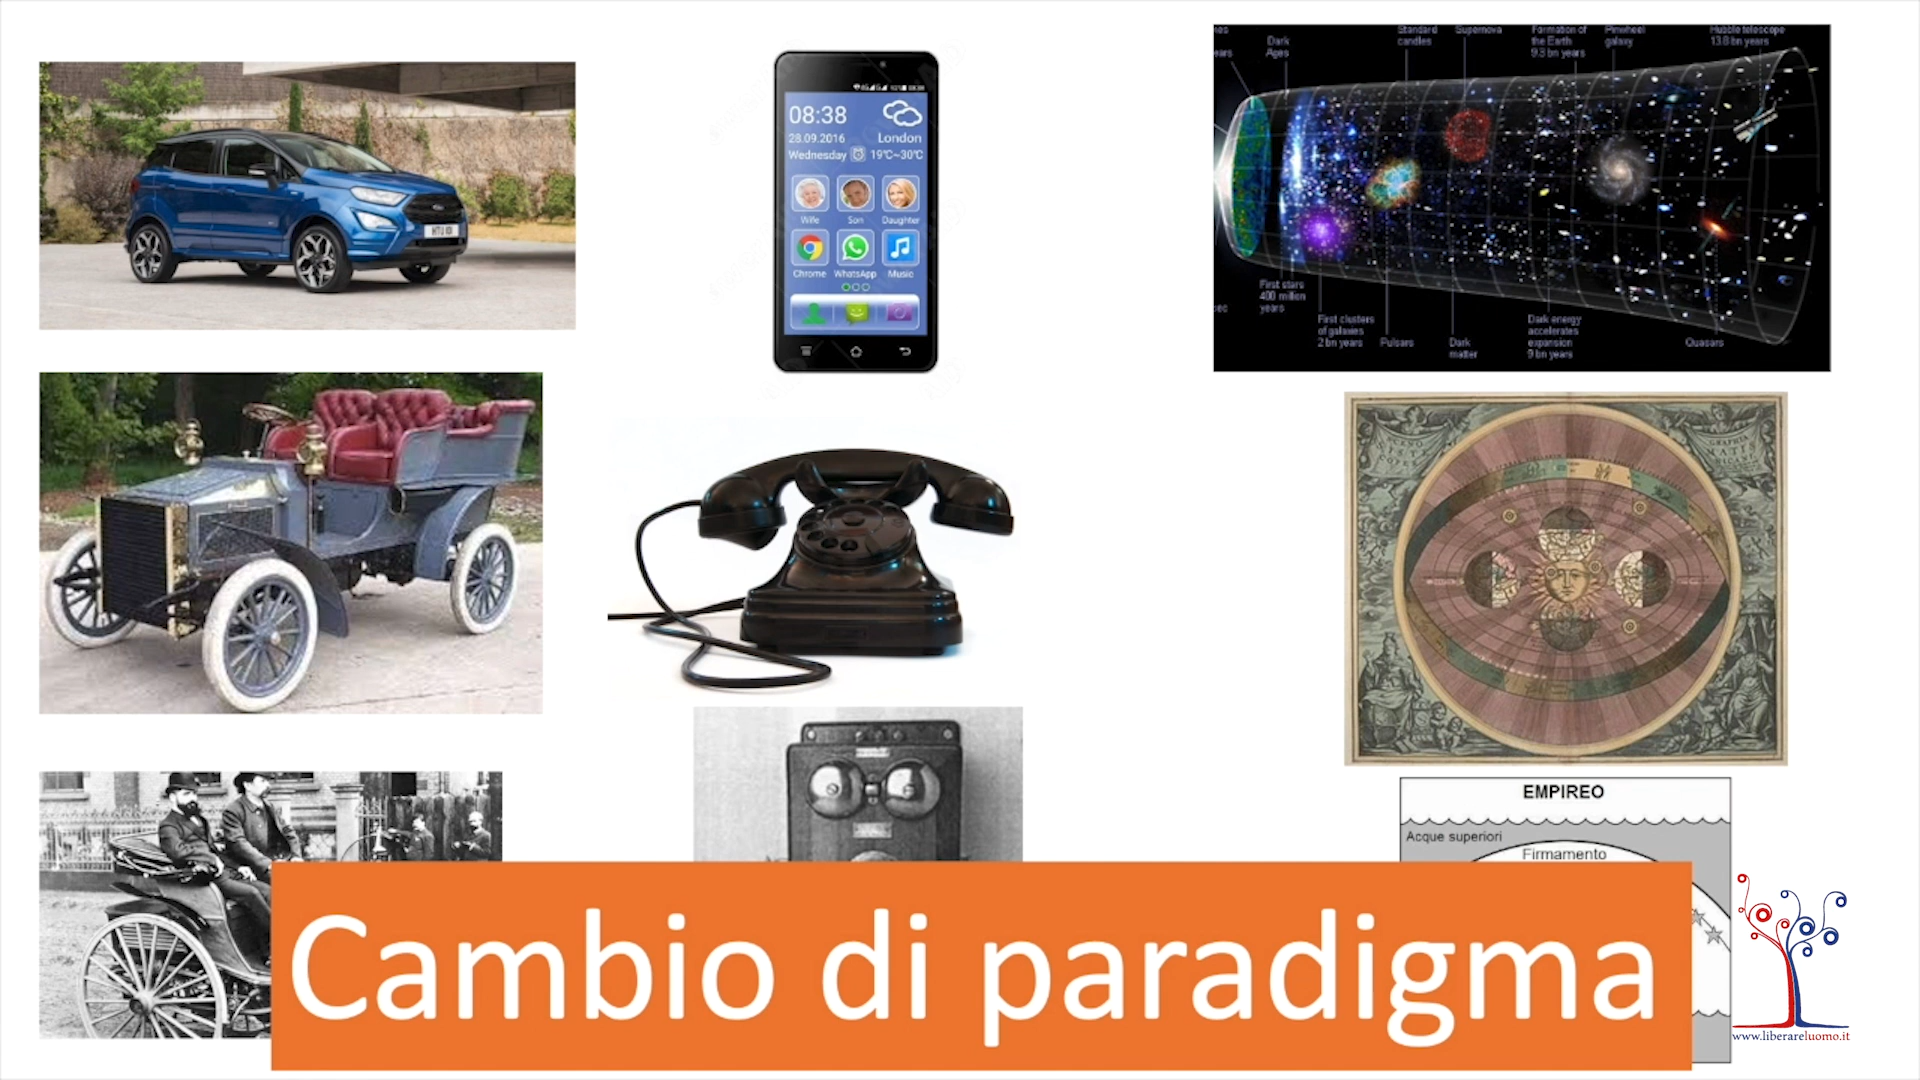 08:38
28.09.2016
London
Wednesday
19°C~30°C
Wife
Son
Daughter
Chrome
WhatsApp
Music
HTU 101
Dark
Ages
Standard
candles
Supernova
Formation of
the Earth
9.3 bn years
Pinwheel
galaxy
Hubble telescope
13.8 bn years
First stars
400 million
years
First clusters
of galaxies
2 bn years
Pulsars
Dark
matter
Dark energy
accelerates
expansion
9 bn years
Quasars
EMPIREO
Acque superiori
Firmamento
Cambio di paradigma
www.liberareluomo.it